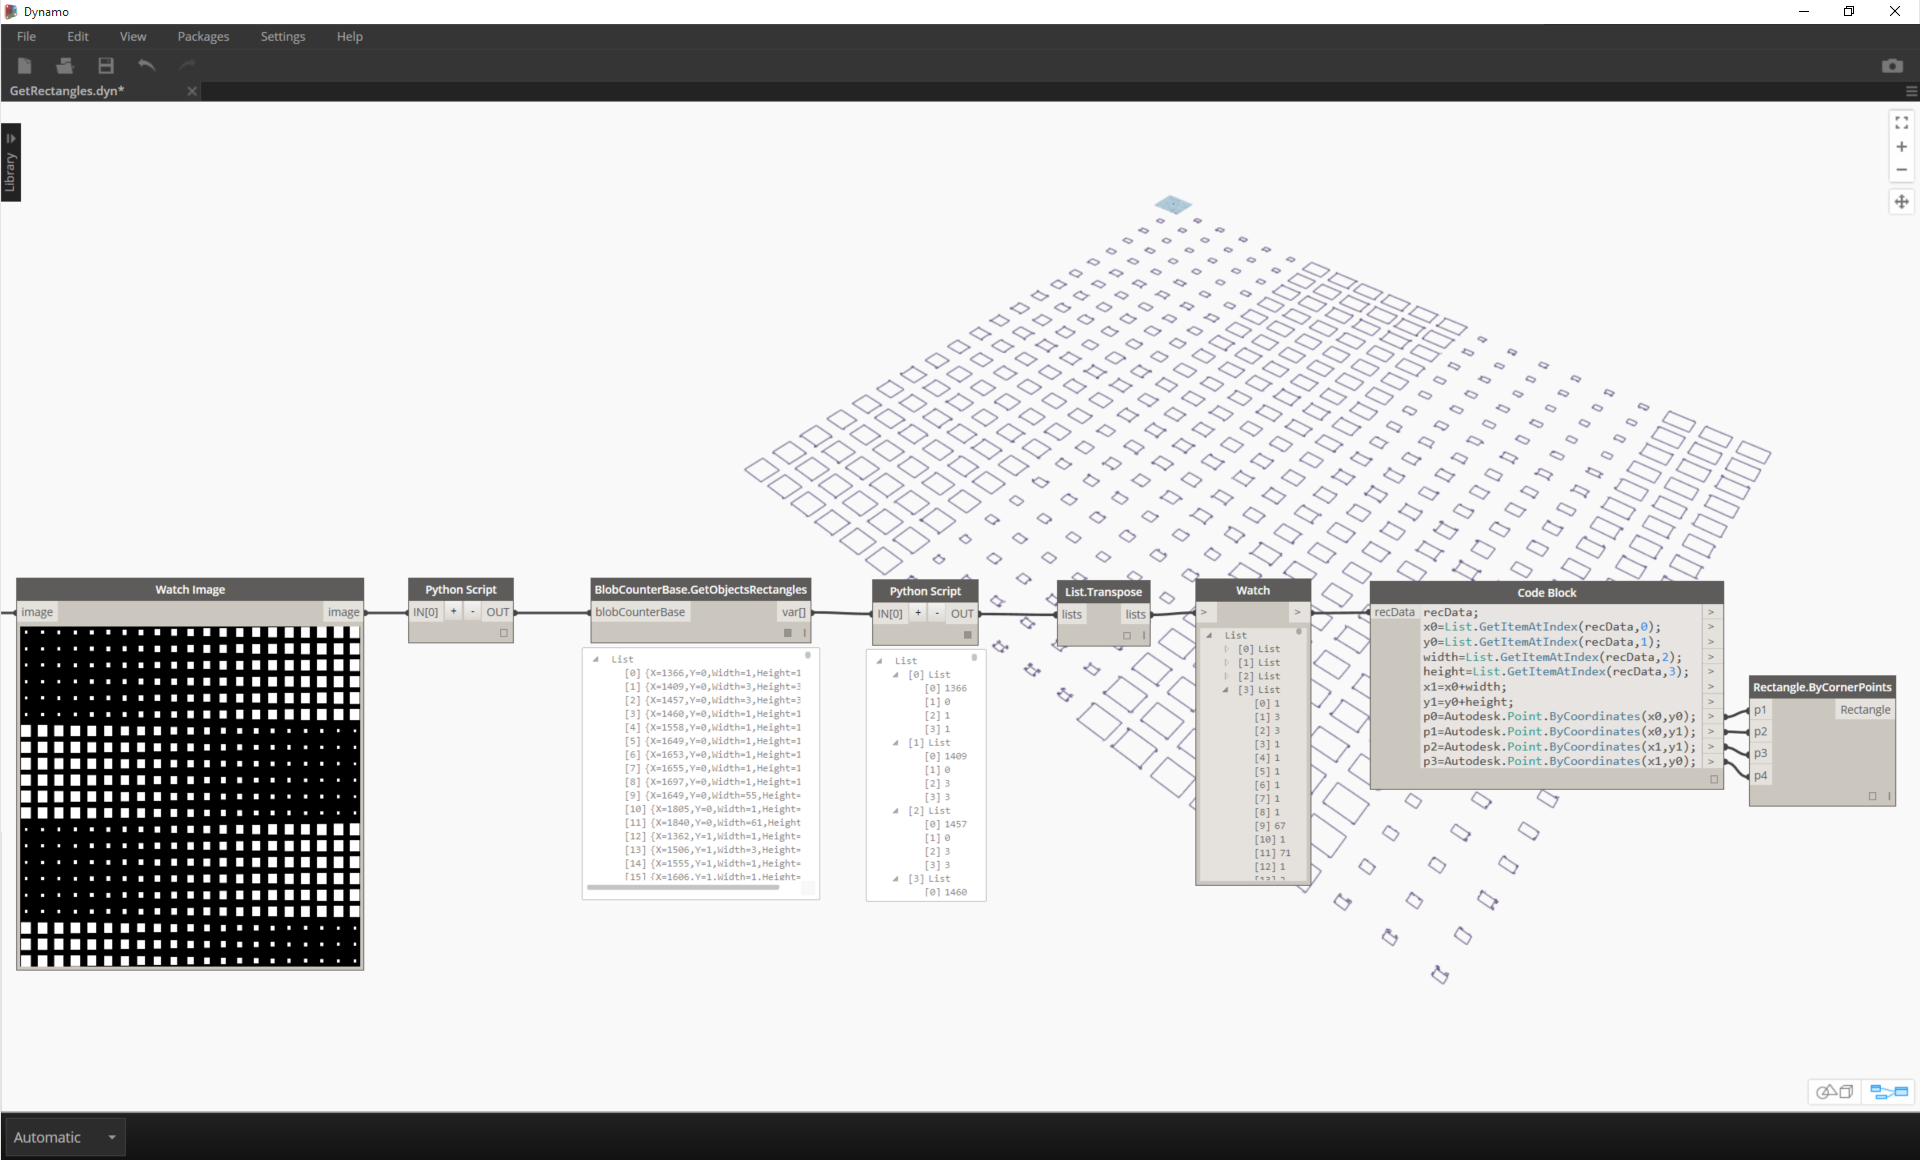 Dynamo
File Edit View Packages Settings Help
GetRectangles.dyn*
Library
Watch Image
image image
Python Script
IN[0] + - OUT
BlobCounterBase.GetObjectsRectangles
blobCounterBase var[]
List
[0] {X=1366,Y=0,Width=1,Height=1
[1] {X=1409,Y=0,Width=3,Height=3
[2] {X=1457,Y=0,Width=3,Height=3
[3] {X=1460,Y=0,Width=1,Height=1
[4] {X=1558,Y=0,Width=1,Height=1
[5] {X=1649,Y=0,Width=1,Height=1
[6] {X=1653,Y=0,Width=1,Height=1
[7] {X=1655,Y=0,Width=1,Height=1
[8] {X=1697,Y=0,Width=1,Height=1
[9] {X=1649,Y=0,Width=55,Height=
[10] {X=1805,Y=0,Width=1,Height=
[11] {X=1840,Y=0,Width=61,Height
[12] {X=1362,Y=1,Width=1,Height=
[13] {X=1506,Y=1,Width=3,Height=
[14] {X=1555,Y=1,Width=1,Height=
[15] {X=1606,Y=1,Width=1,Height=
Python Script
IN[0] + - OUT
List
[0] List
[0] 1366
[1] 0
[2] 1
[3] 1
[1] List
[0] 1409
[1] 0
[2] 3
[3] 3
[2] List
[0] 1457
[1] 0
[2] 3
[3] 3
[3] List
[0] 1460
List.Transpose
lists lists
Watch
> >
List
[0] List
[1] List
[2] List
[3] List
[0] 1
[1] 3
[2] 3
[3] 1
[4] 1
[5] 1
[6] 1
[7] 1
[8] 1
[9] 67
[10] 1
[11] 71
[12] 1
Code Block
recData recData; >
x0=List.GetItemAtIndex(recData,0); >
y0=List.GetItemAtIndex(recData,1); >
width=List.GetItemAtIndex(recData,2); >
height=List.GetItemAtIndex(recData,3); >
x1=x0+width; >
y1=y0+height; >
p0=Autodesk.Point.ByCoordinates(x0,y0); >
p1=Autodesk.Point.ByCoordinates(x0,y1); >
p2=Autodesk.Point.ByCoordinates(x1,y1); >
p3=Autodesk.Point.ByCoordinates(x1,y0); >
Rectangle.ByCornerPoints
p1 Rectangle
p2
p3
p4
Automatic